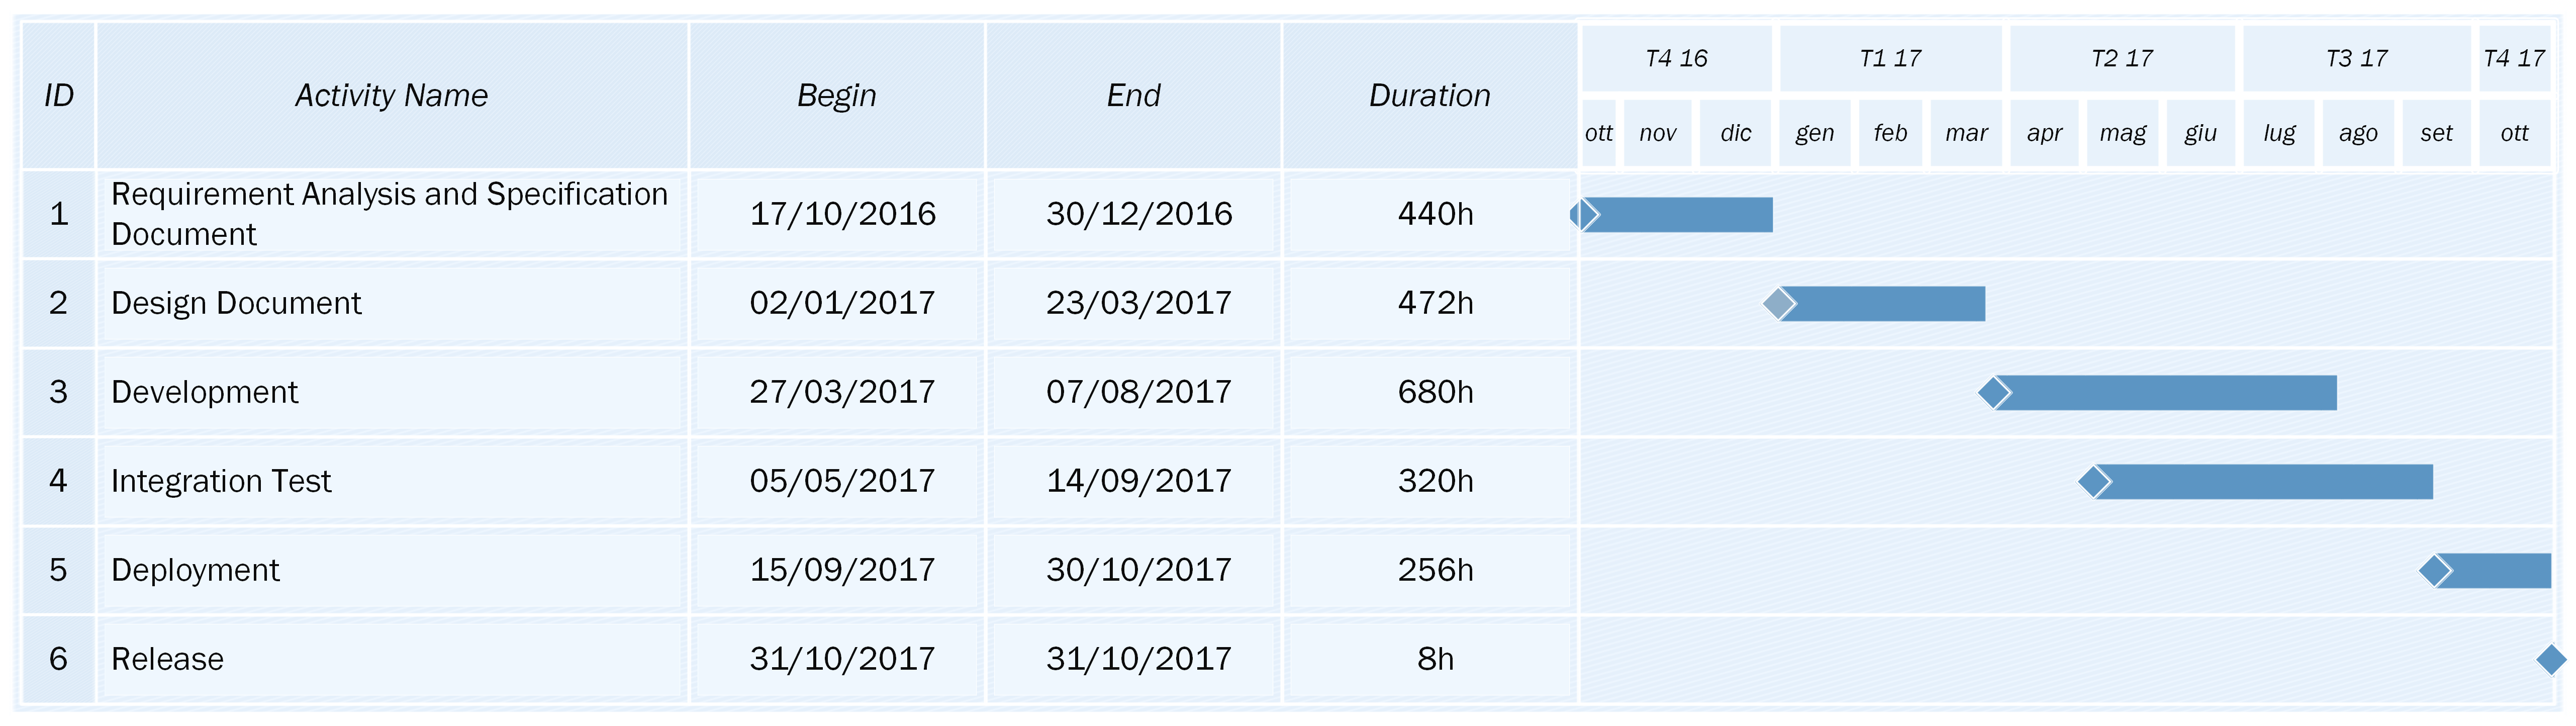 ID Activity Name Begin End Duration T4 16 T1 17 T2 17 T3 17 T4 17
ott nov dic gen feb mar apr mag giu lug ago set ott
1 Requirement Analysis and Specification
Document 17/10/2016 30/12/2016 440h
2 Design Document 02/01/2017 23/03/2017 472h
3 Development 27/03/2017 07/08/2017 680h
4 Integration Test 05/05/2017 14/09/2017 320h
5 Deployment 15/09/2017 30/10/2017 256h
6 Release 31/10/2017 31/10/2017 8h